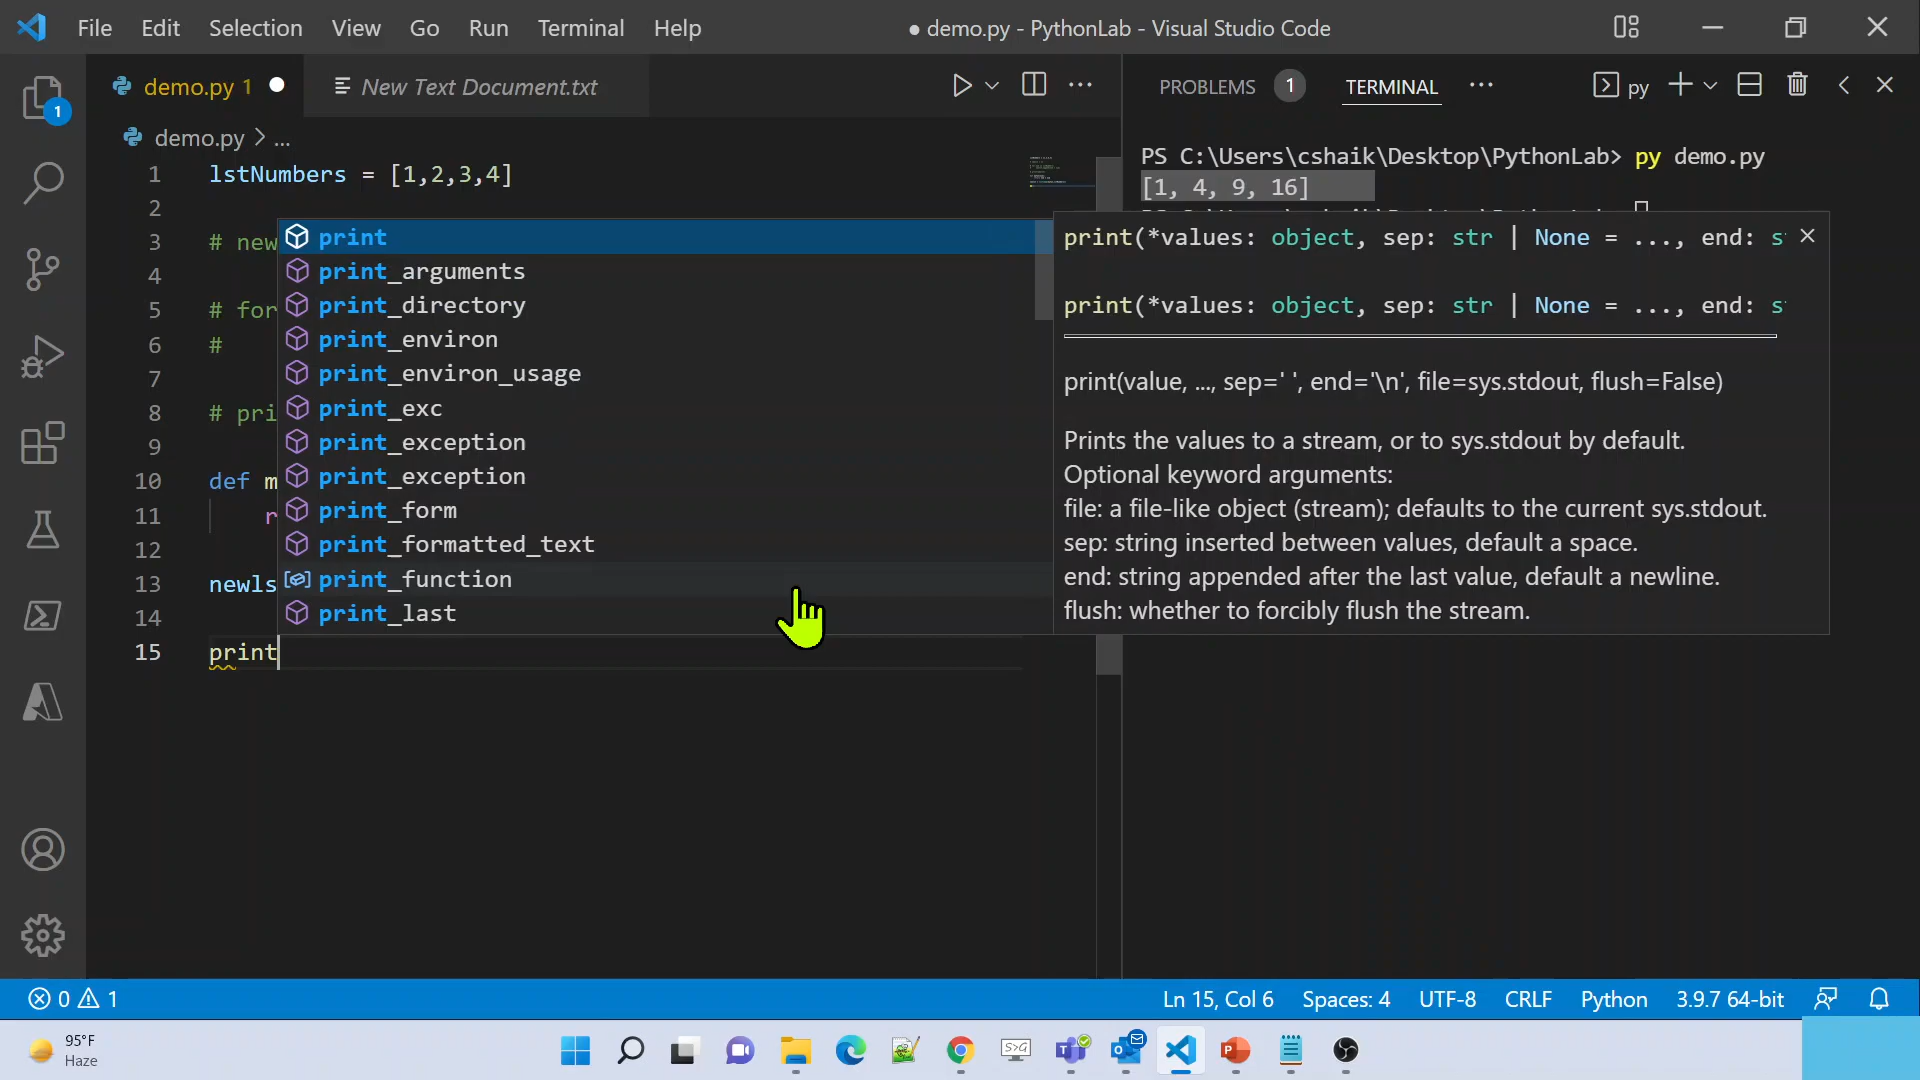 File Edit Selection View Go Run Terminal Help
● demo.py - PythonLab - Visual Studio Code
demo.py 1
New Text Document.txt
PROBLEMS 1 TERMINAL
py
demo.py > ...
1 lstNumbers = [1,2,3,4]
2
3 # new
4
5 # for
6 #
7
8 # pri
9
10 def m
11 r
12
13 newls
14
15 print
print
print_arguments
print_directory
print_environ
print_environ_usage
print_exc
print_exception
print_exception
print_form
print_formatted_text
print_function
print_last
PS C:\Users\cshaik\Desktop\PythonLab> py demo.py
[1, 4, 9, 16]
print(*values: object, sep: str | None = ..., end: s
print(*values: object, sep: str | None = ..., end: s
print(value, ..., sep=' ', end='\n', file=sys.stdout, flush=False)
Prints the values to a stream, or to sys.stdout by default.
Optional keyword arguments:
file: a file-like object (stream); defaults to the current sys.stdout.
sep: string inserted between values, default a space.
end: string appended after the last value, default a newline.
flush: whether to forcibly flush the stream.
1
0 1
Ln 15, Col 6 Spaces: 4 UTF-8 CRLF Python 3.9.7 64-bit
95°F
Haze